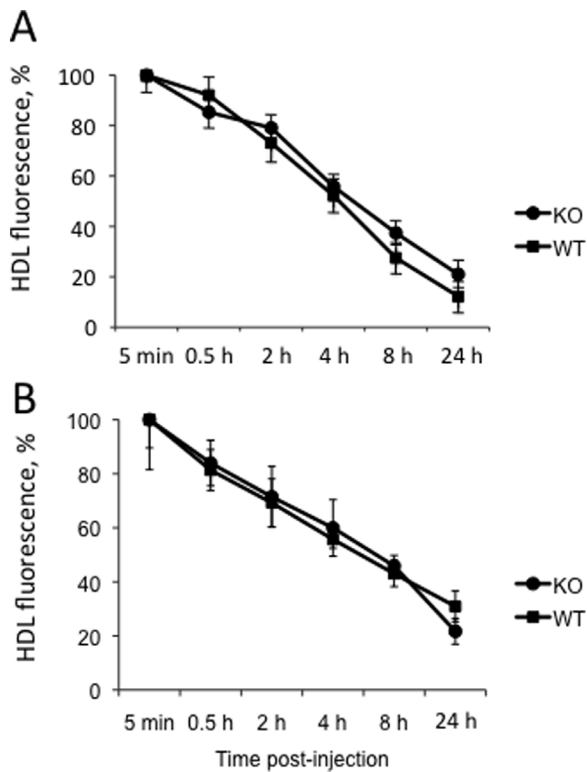 A
HDL fluorescence, %
100
80
60
40
20
0
5 min 0.5 h 2 h 4 h 8 h 24 h
KO
WT
B
HDL fluorescence, %
100
80
60
40
20
0
5 min 0.5 h 2 h 4 h 8 h 24 h
Time post-injection
KO
WT